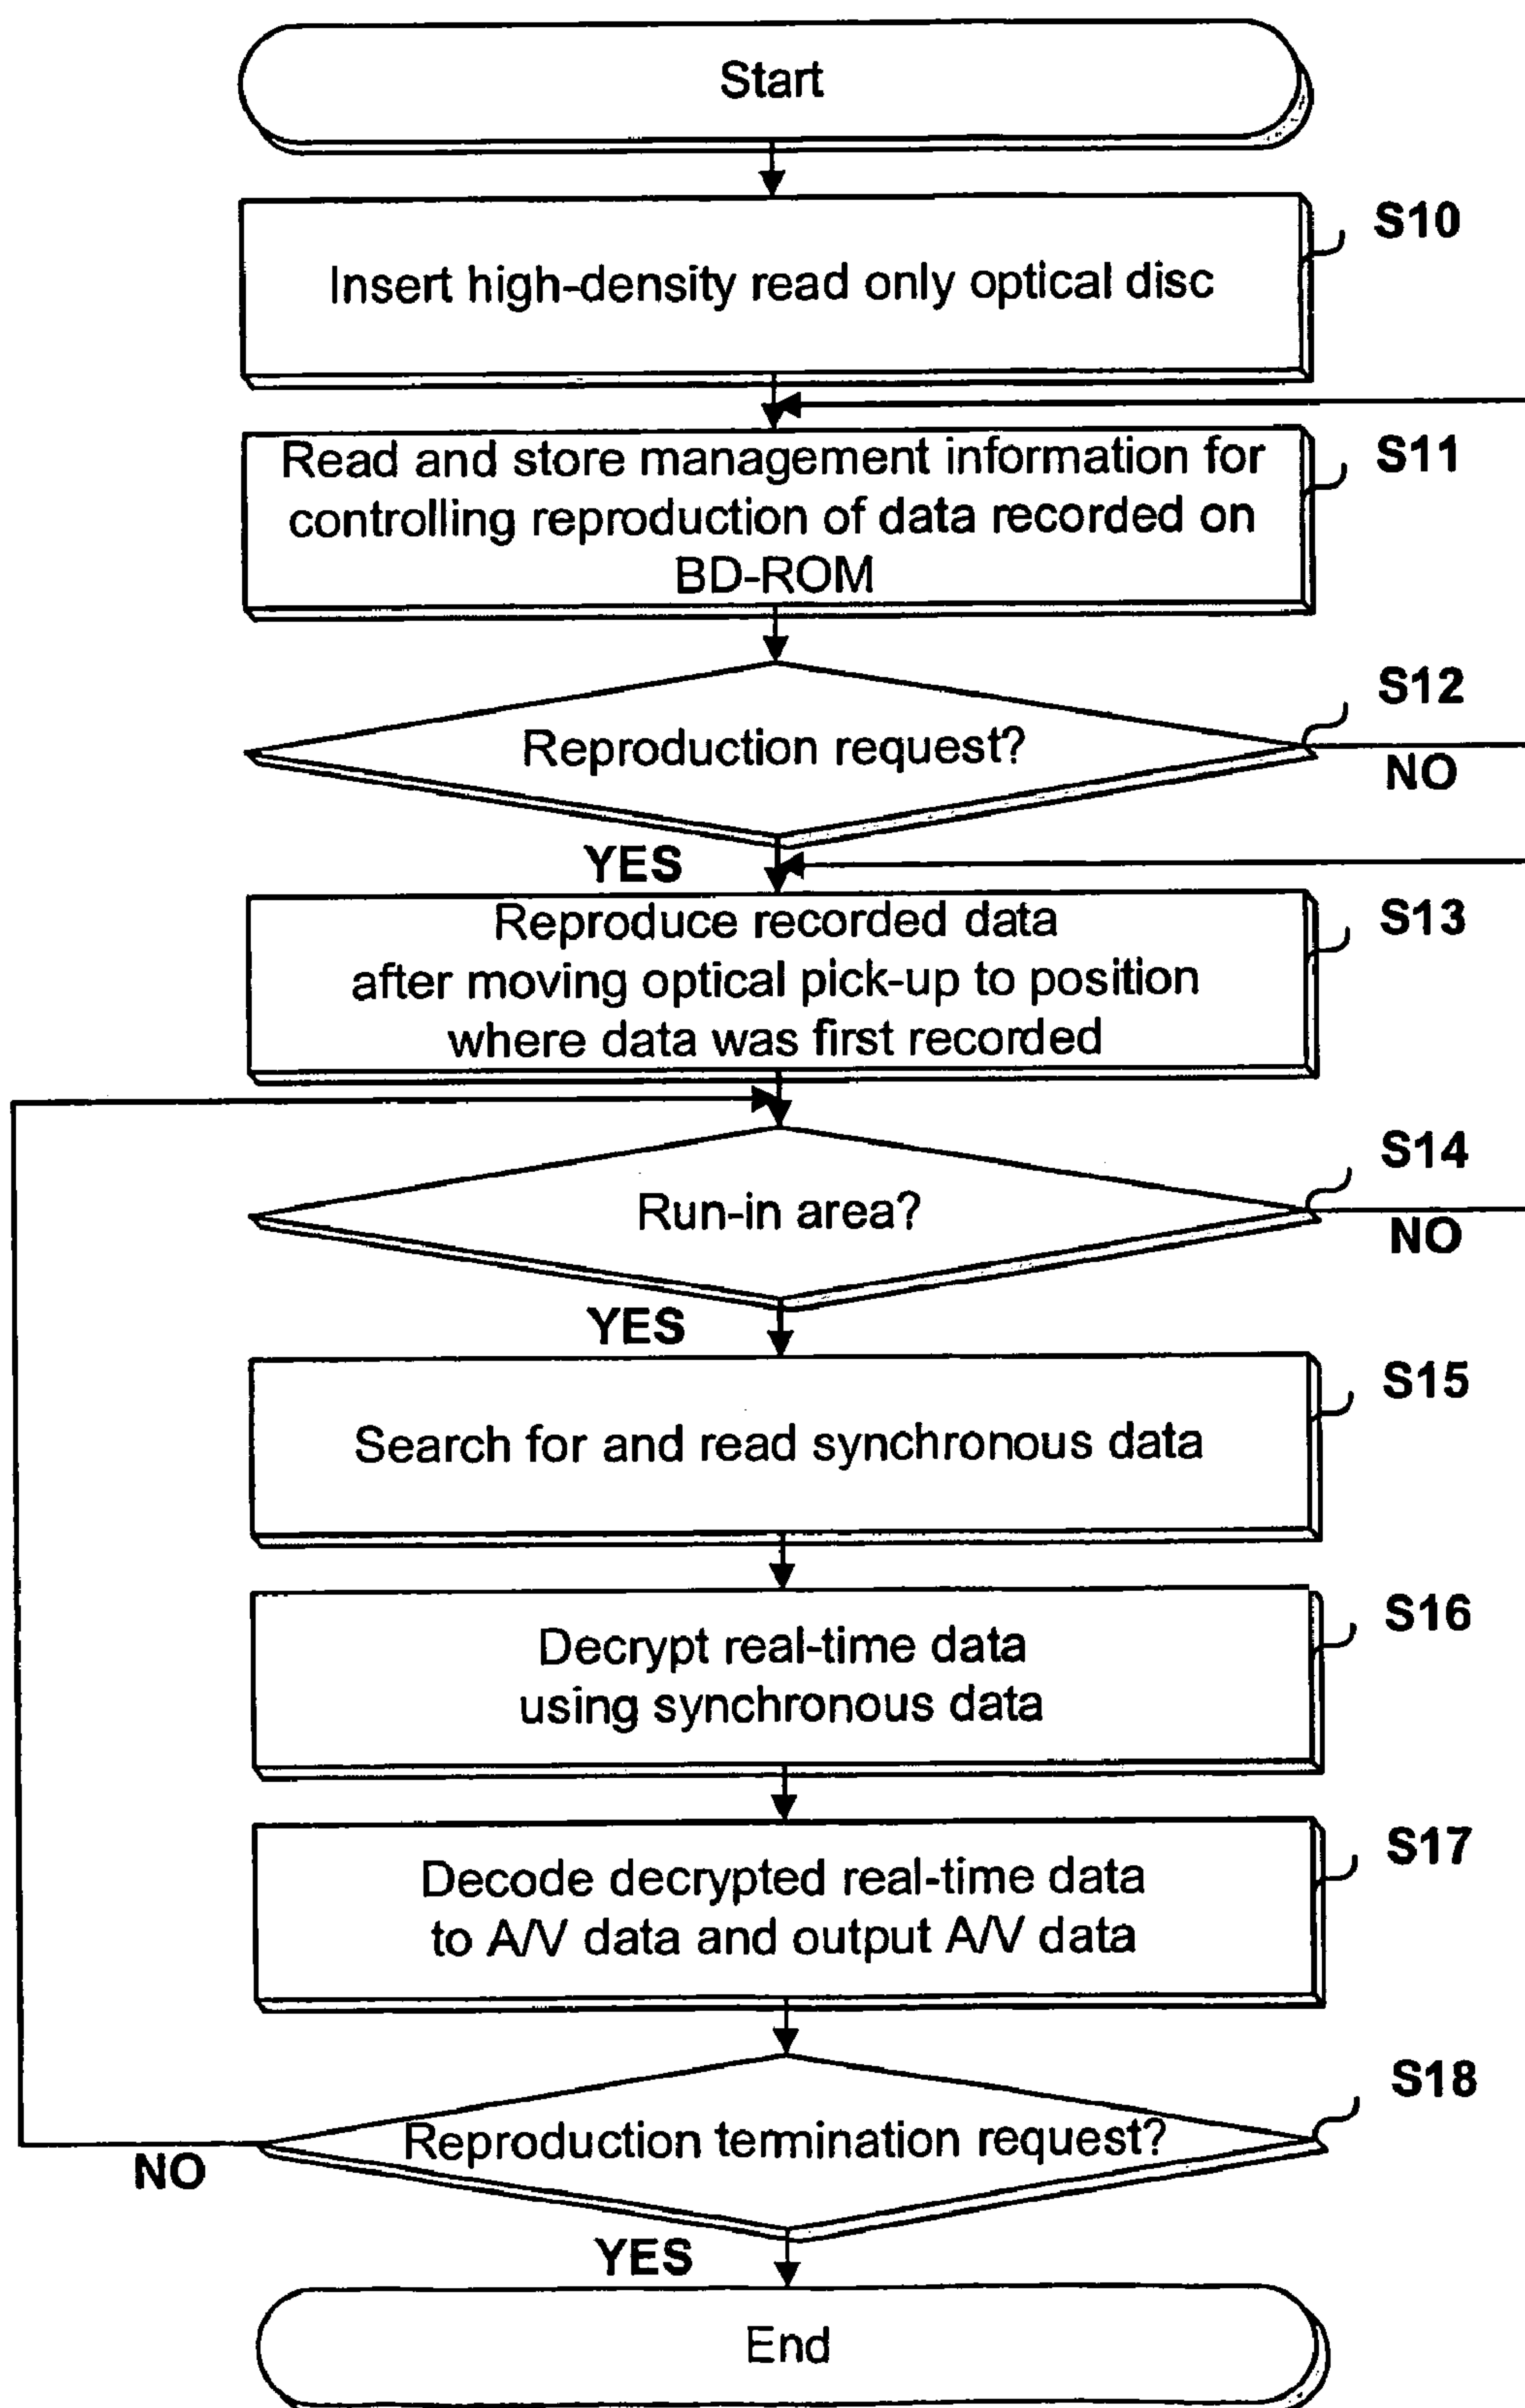 Start
Insert high-density read only optical disc
S10
Read and store management information for
controlling reproduction of data recorded on
BD-ROM
S11
Reproduction request?
S12
NO
YES
Reproduce recorded data
after moving optical pick-up to position
where data was first recorded
S13
Run-in area?
S14
NO
YES
Search for and read synchronous data
S15
Decrypt real-time data
using synchronous data
S16
Decode decrypted real-time data
to A/V data and output A/V data
S17
Reproduction termination request?
S18
NO
YES
End